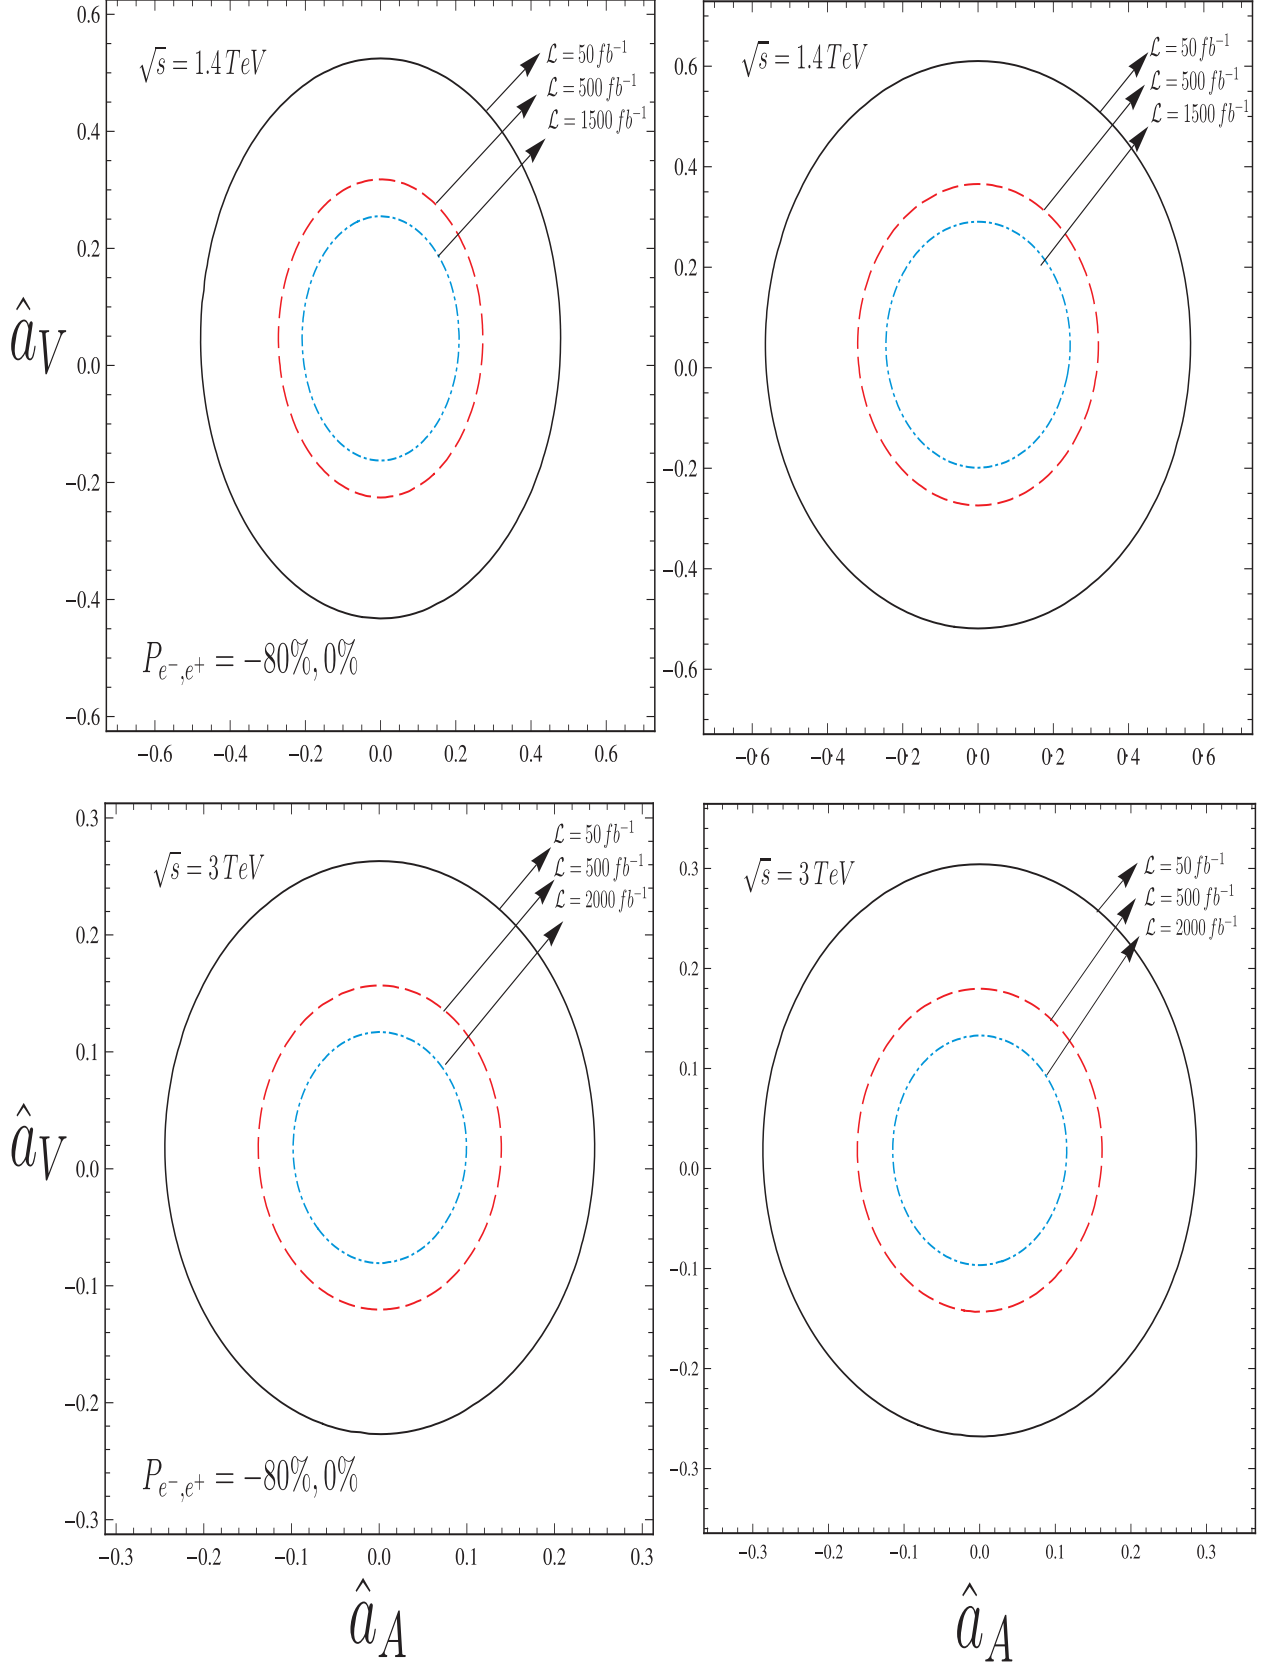 √s = 1.4 TeV
ℒ = 50 fb⁻¹
ℒ = 500 fb⁻¹
ℒ = 1500 fb⁻¹
0.6
0.4
0.2
0.0
−0.2
−0.4
−0.6
â_V
P_{e⁻,e⁺} = −80%, 0%
−0.6 −0.4 −0.2 0.0 0.2 0.4 0.6
√s = 1.4 TeV
ℒ = 50 fb⁻¹
ℒ = 500 fb⁻¹
ℒ = 1500 fb⁻¹
0.6
0.4
0.2
0.0
−0.2
−0.4
−0.6
−0·6 −0·4 −0·2 0·0 0·2 0·4 0·6
√s = 3 TeV
ℒ = 50 fb⁻¹
ℒ = 500 fb⁻¹
ℒ = 2000 fb⁻¹
0.3
0.2
0.1
0.0
−0.1
−0.2
−0.3
â_V
P_{e⁻,e⁺} = −80%, 0%
−0.3 −0.2 −0.1 0.0 0.1 0.2 0.3
â_A
√s = 3 TeV
ℒ = 50 fb⁻¹
ℒ = 500 fb⁻¹
ℒ = 2000 fb⁻¹
0.3
0.2
0.1
0.0
−0.1
−0.2
−0.3
−0.3 −0.2 −0.1 0.0 0.1 0.2 0.3
â_A